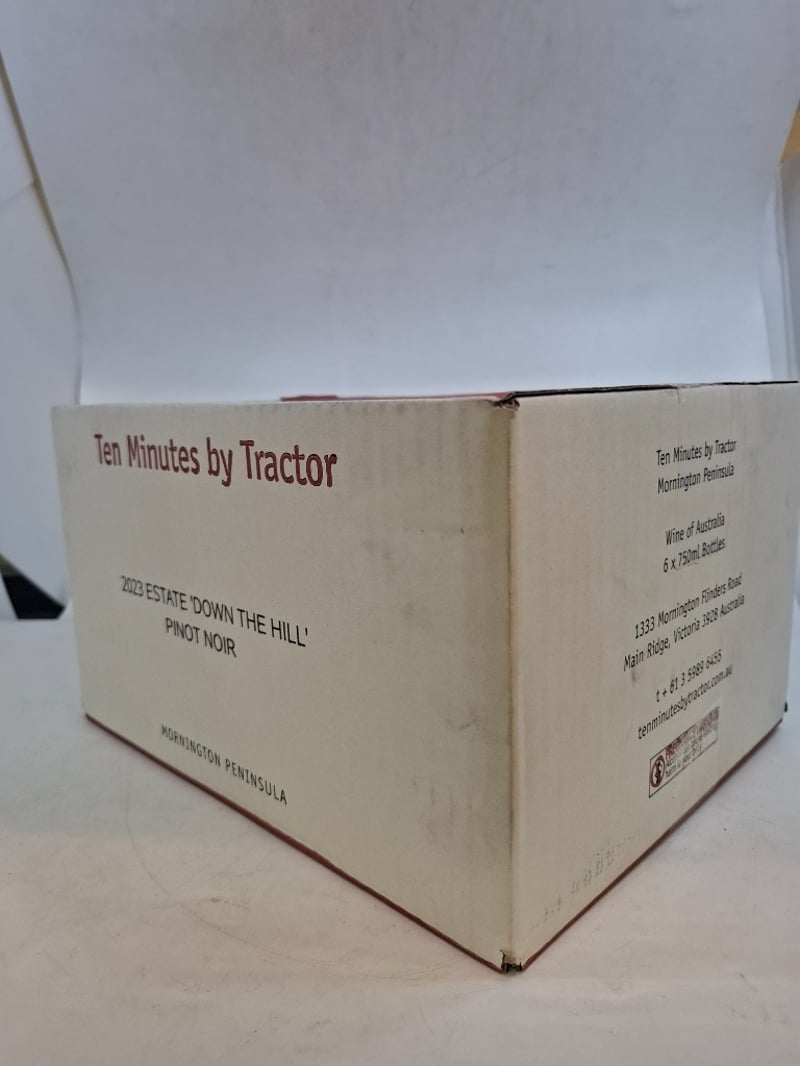 Ten Minutes by Tractor
2023 ESTATE 'DOWN THE HILL'
PINOT NOIR
MORNINGTON PENINSULA
Ten Minutes by Tractor
Mornington Peninsula
Wine of Australia
6 x 750ml Bottles
1333 Mornington Flinders Road
Main Ridge, Victoria 3928 Australia
t + 61 3 5989 6455
tenminutesbytractor.com.au